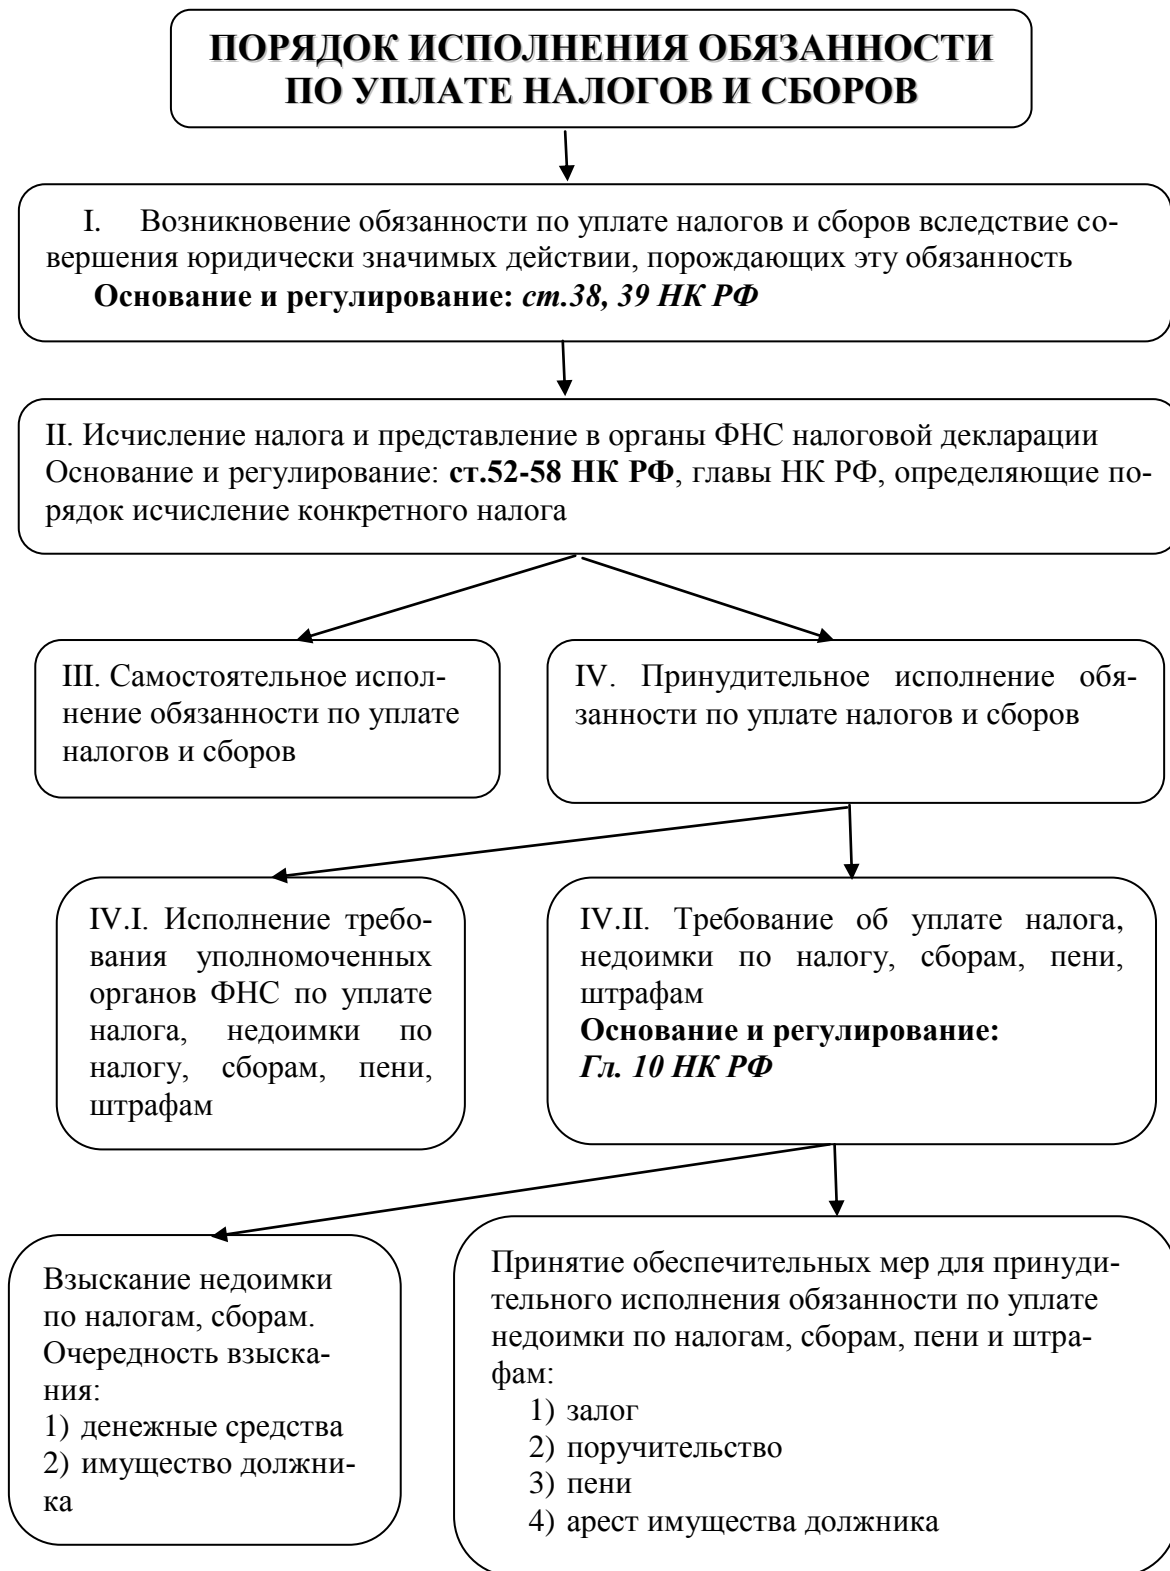 ПОРЯДОК ИСПОЛНЕНИЯ ОБЯЗАННОСТИ
ПО УПЛАТЕ НАЛОГОВ И СБОРОВ
I. Возникновение обязанности по уплате налогов и сборов вследствие со-
вершения юридически значимых действии, порождающих эту обязанность
Основание и регулирование: ст.38, 39 НК РФ
II. Исчисление налога и представление в органы ФНС налоговой декларации
Основание и регулирование: ст.52-58 НК РФ, главы НК РФ, определяющие по-
рядок исчисление конкретного налога
III. Самостоятельное испол-
нение обязанности по уплате
налогов и сборов
IV. Принудительное исполнение обя-
занности по уплате налогов и сборов
IV.I. Исполнение требо-
вания уполномоченных
органов ФНС по уплате
налога, недоимки по
налогу, сборам, пени,
штрафам
IV.II. Требование об уплате налога,
недоимки по налогу, сборам, пени,
штрафам
Основание и регулирование:
Гл. 10 НК РФ
Взыскание недоимки
по налогам, сборам.
Очередность взыска-
ния:
1) денежные средства
2) имущество должни-
ка
Принятие обеспечительных мер для принуди-
тельного исполнения обязанности по уплате
недоимки по налогам, сборам, пени и штра-
фам:
1) залог
2) поручительство
3) пени
4) арест имущества должника